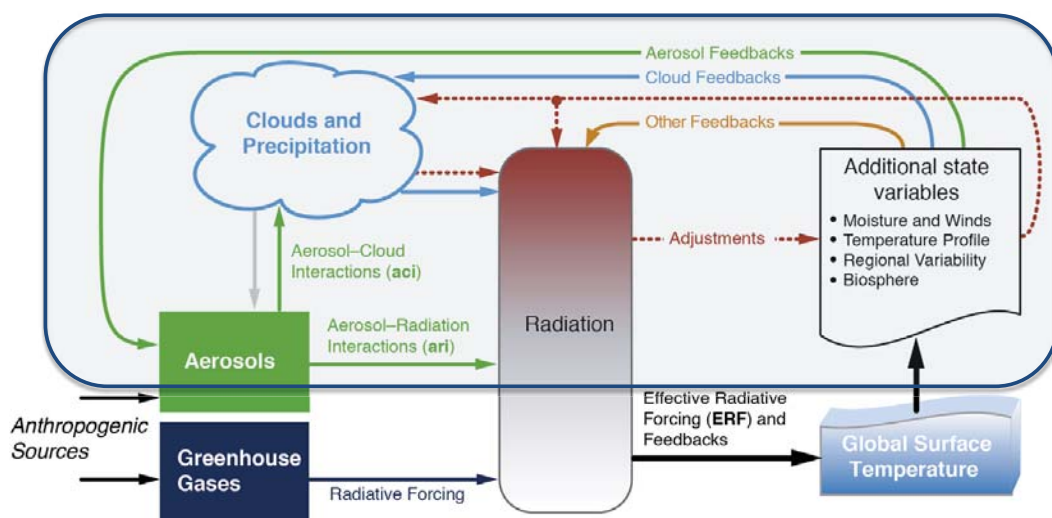 Aerosol Feedbacks
Cloud Feedbacks
Other Feedbacks
Clouds and
Precipitation
Additional state
variables
• Moisture and Winds
• Temperature Profile
• Regional Variability
• Biosphere
Adjustments
Aerosol–Cloud
Interactions (aci)
Radiation
Aerosol–Radiation
Interactions (ari)
Aerosols
Effective Radiative
Forcing (ERF) and
Feedbacks
Anthropogenic
Sources
Greenhouse
Gases
Radiative Forcing
Global Surface
Temperature